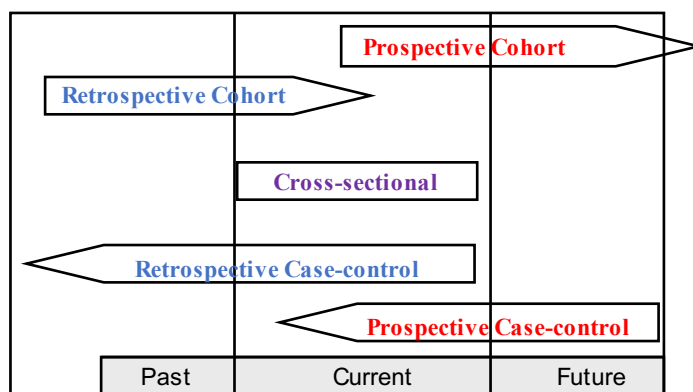 Prospective Cohort
Retrospective Cohort
Cross-sectional
Retrospective Case-control
Prospective Case-control
Past Current Future